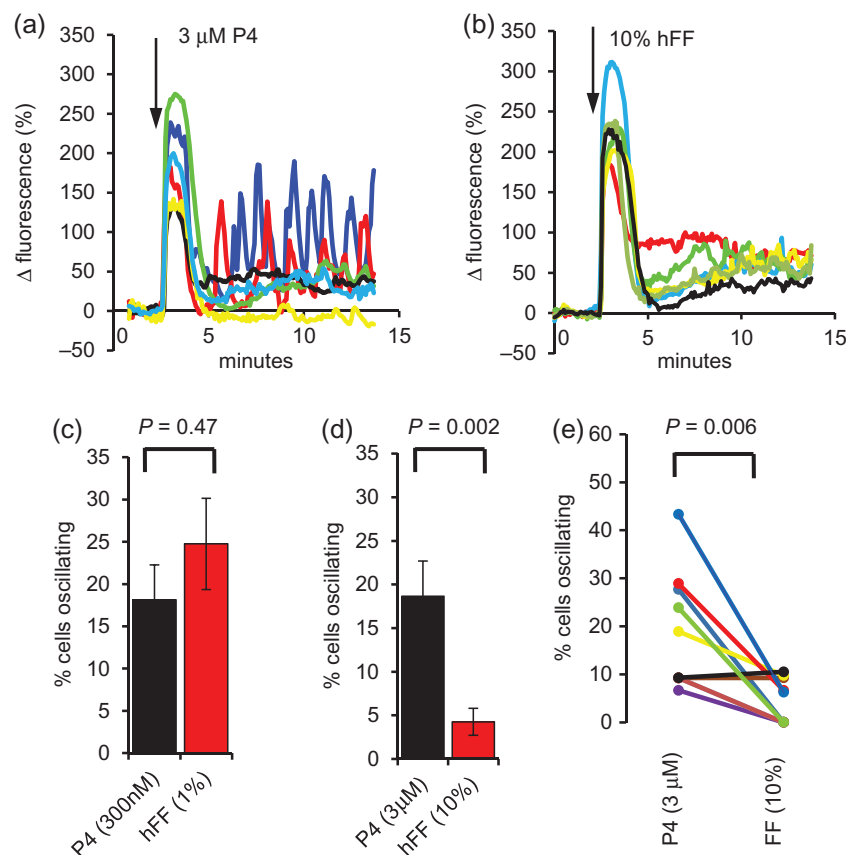 (a)
3 μM P4
350
300
250
200
150
100
50
0
–50
Δ fluorescence (%)
0
5
10
15
minutes
(b)
10% hFF
350
300
250
200
150
100
50
0
–50
Δ fluorescence (%)
0
5
10
15
minutes
(c)
P = 0.47
35
30
25
20
15
10
5
0
% cells oscillating
P4 (300nM)
hFF (1%)
(d)
P = 0.002
35
30
25
20
15
10
5
0
% cells oscillating
P4 (3μM)
hFF (10%)
(e)
P = 0.006
60
50
40
30
20
10
0
% cells oscillating
P4 (3 μM)
FF (10%)